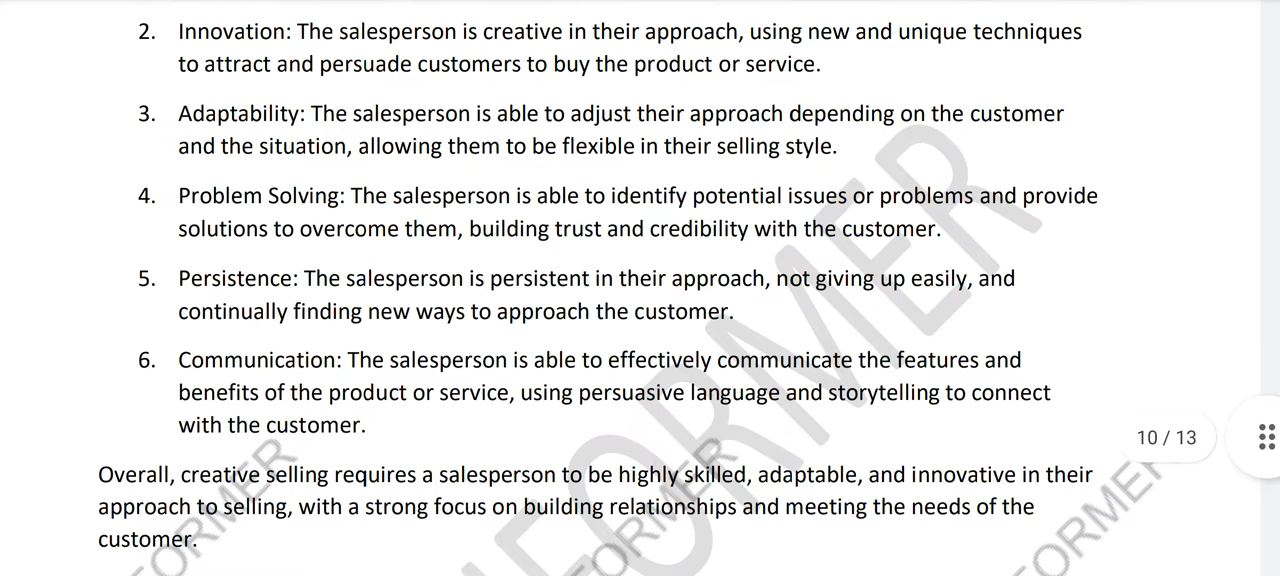 2. Innovation: The salesperson is creative in their approach, using new and unique techniques
to attract and persuade customers to buy the product or service.
3. Adaptability: The salesperson is able to adjust their approach depending on the customer
and the situation, allowing them to be flexible in their selling style.
4. Problem Solving: The salesperson is able to identify potential issues or problems and provide
solutions to overcome them, building trust and credibility with the customer.
5. Persistence: The salesperson is persistent in their approach, not giving up easily, and
continually finding new ways to approach the customer.
6. Communication: The salesperson is able to effectively communicate the features and
benefits of the product or service, using persuasive language and storytelling to connect
with the customer.
10 / 13
Overall, creative selling requires a salesperson to be highly skilled, adaptable, and innovative in their
approach to selling, with a strong focus on building relationships and meeting the needs of the
customer.